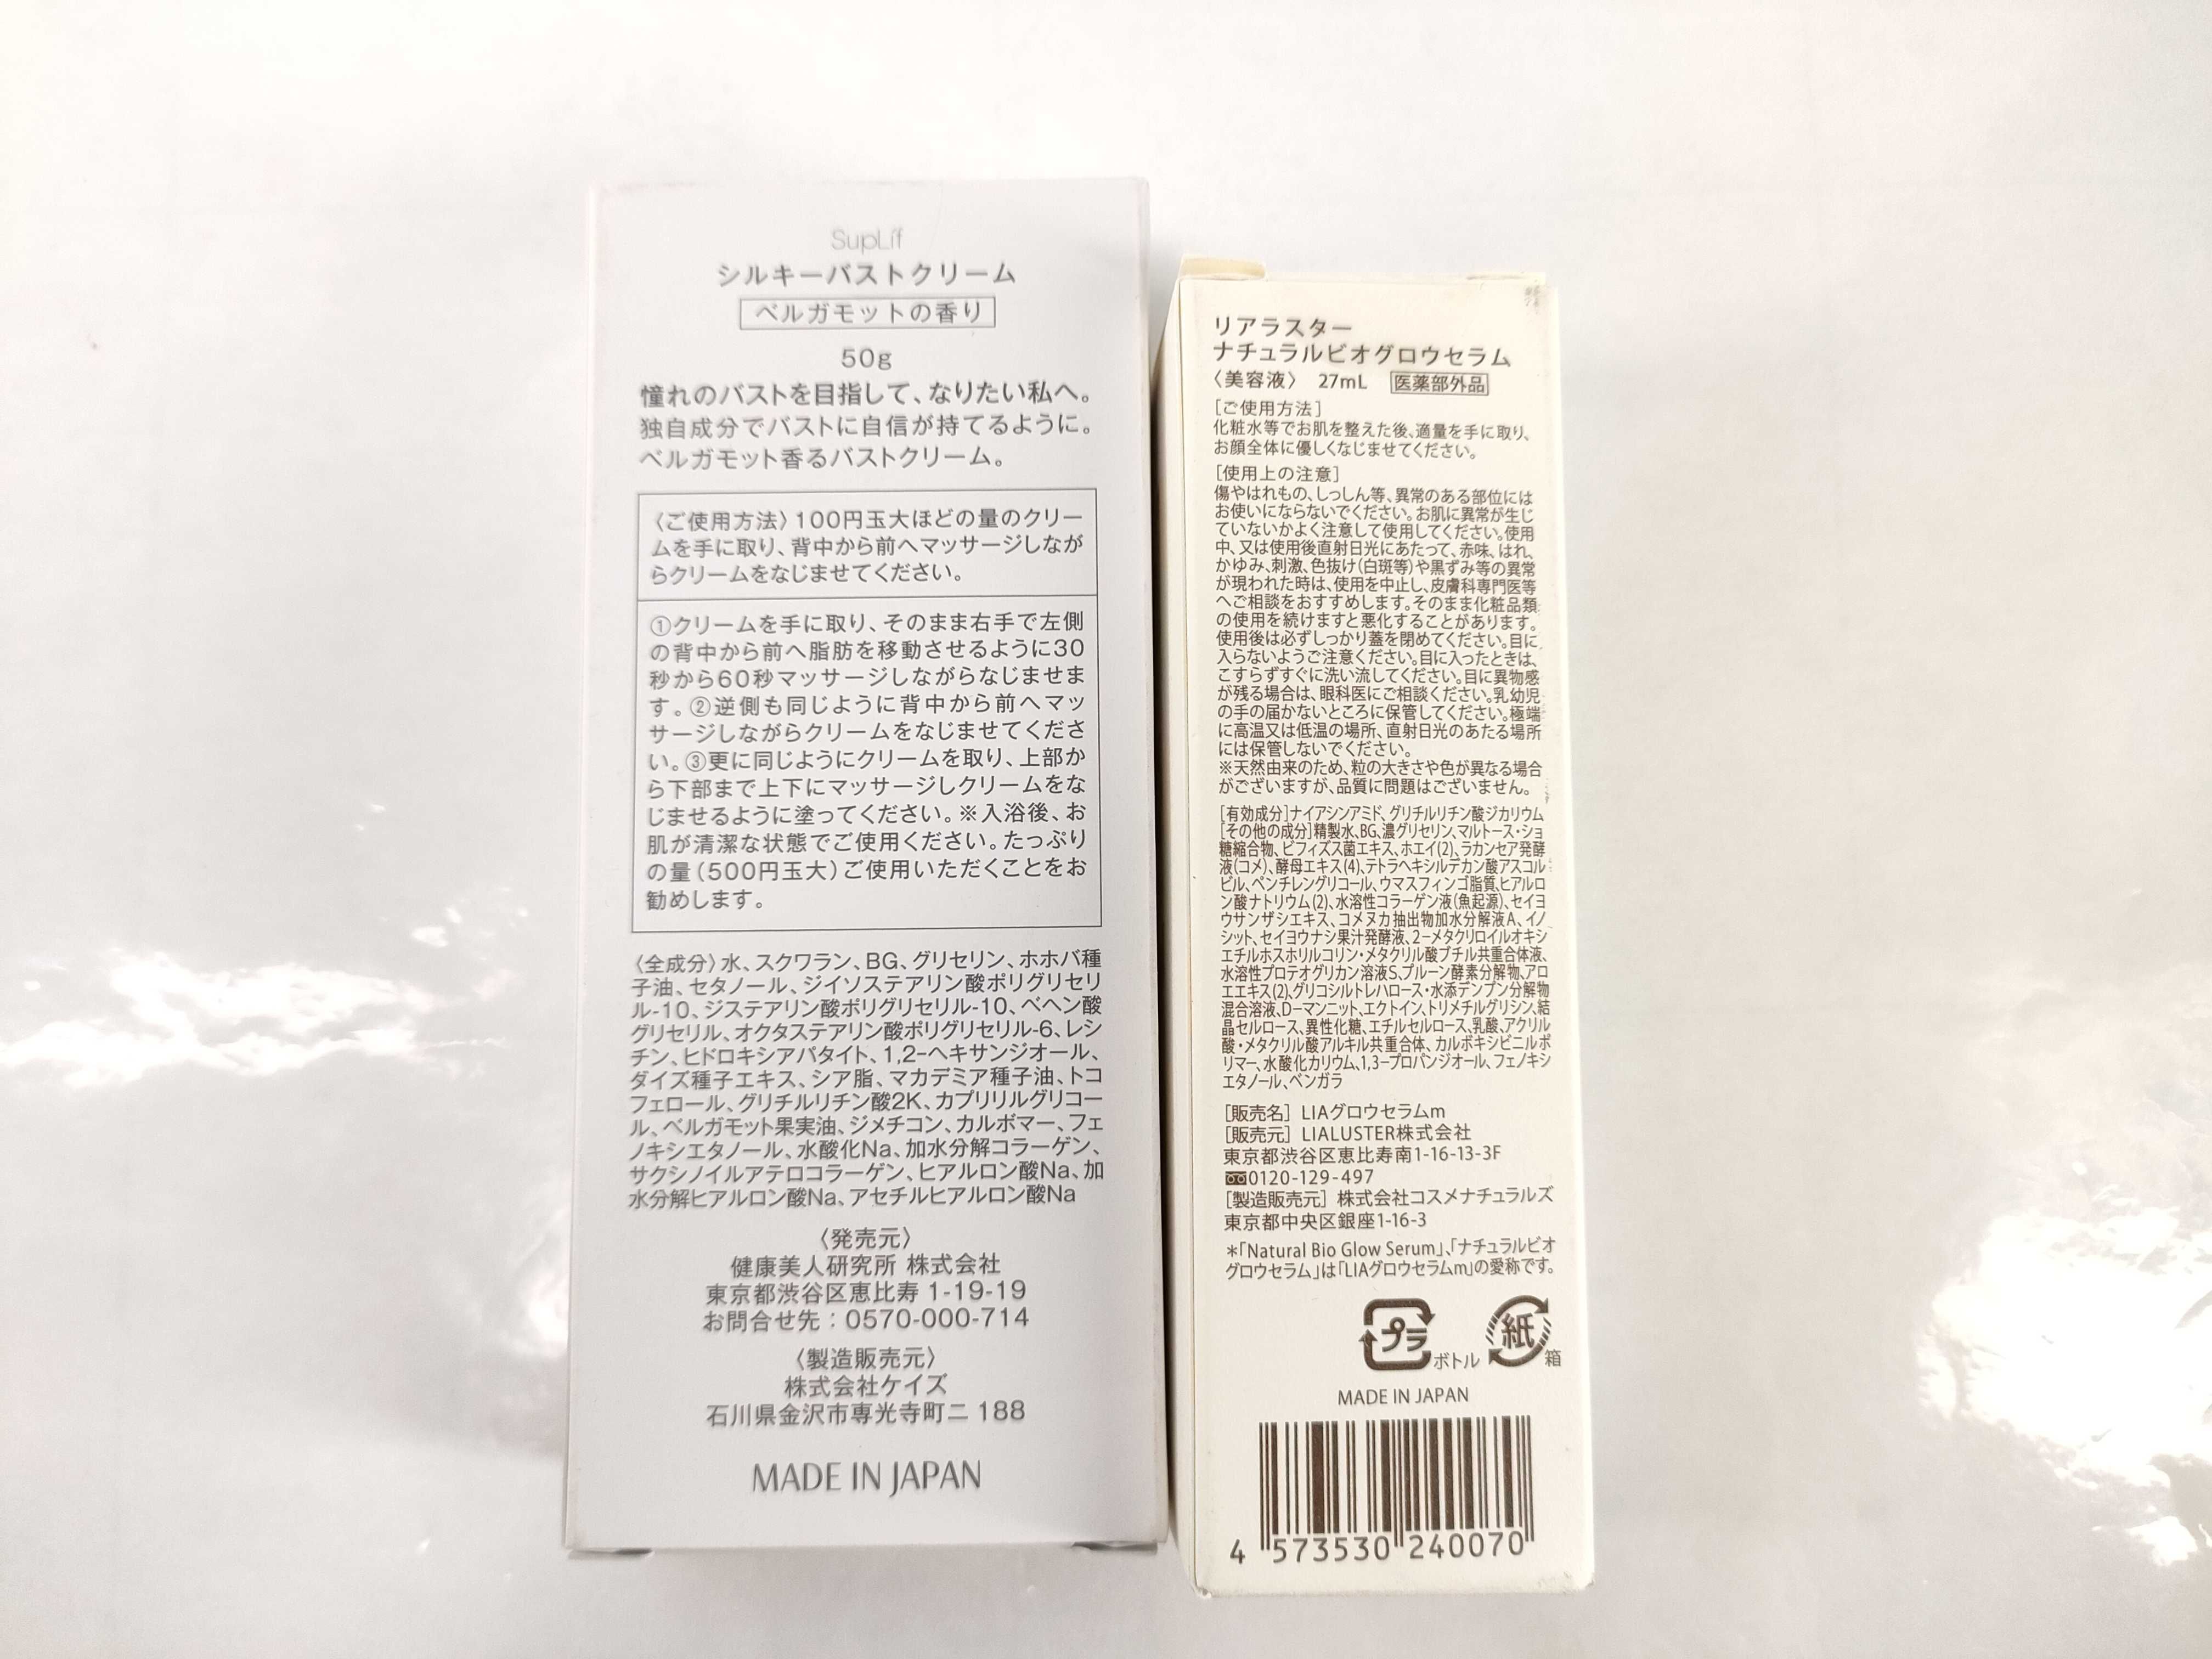 SupLif
シルキーバストクリーム
ベルガモットの香り
50g
憧れのバストを目指して、なりたい私へ。
独自成分でバストに自信が持てるように。
ベルガモット香るバストクリーム。
〈ご使用方法〉100円玉大ほどの量のクリー
ムを手に取り、背中から前へマッサージしなが
らクリームをなじませてください。
①クリームを手に取り、そのまま右手で左側
の背中から前へ脂肪を移動させるように30
秒から60秒マッサージしながらなじませま
す。②逆側も同じように背中から前へマッ
サージしながらクリームをなじませてくださ
い。③更に同じようにクリームを取り、上部か
ら下部まで上下にマッサージしクリームをな
じませるように塗ってください。※入浴後、お
肌が清潔な状態でご使用ください。たっぷり
の量(500円玉大)ご使用いただくことをお
勧めします。
〈全成分〉水、スクワラン、BG、グリセリン、ホホバ種
子油、セタノール、ジイソステアリン酸ポリグリセリ
ル-10、ジステアリン酸ポリグリセリル-10、ベヘン酸
グリセリル、オクタステアリン酸ポリグリセリル-6、レシ
チン、ヒドロキシアパタイト、1,2-ヘキサンジオール、
ダイズ種子エキス、シア脂、マカデミア種子油、トコ
フェロール、グリチルリチン酸2K、カプリリルグリコー
ル、ベルガモット果実油、ジメチコン、カルボマー、フェ
ノキシエタノール、水酸化Na、加水分解コラーゲン、
サクシノイルアテロコラーゲン、ヒアルロン酸Na、加
水分解ヒアルロン酸Na、アセチルヒアルロン酸Na
〈発売元〉
健康美人研究所 株式会社
東京都渋谷区恵比寿 1-19-19
お問合せ先：0570-000-714
〈製造販売元〉
株式会社ケイズ
石川県金沢市専光寺町ニ 188
MADE IN JAPAN
リアラスター
ナチュラルビオグロウセラム
〈美容液〉 27mL 医薬部外品
[ご使用方法]
化粧水等でお肌を整えた後、適量を手に取り、
お顔全体に優しくなじませてください。
[使用上の注意]
傷やはれもの、しっしん等、異常のある部位には
お使いにならないでください。お肌に異常が生じ
ていないかよく注意して使用してください。使用
中、又は使用後直射日光にあたって、赤味、はれ、
かゆみ、刺激、色抜け(白斑等)や黒ずみ等の異常
が現われた時は、使用を中止し、皮膚科専門医等
へご相談をおすすめします。そのまま化粧品類
の使用を続けますと悪化することがあります。
使用後は必ずしっかり蓋を閉めてください。目に
入らないようご注意ください。目に入ったときは、
こすらずすぐに洗い流してください。目に異物感
が残る場合は、眼科医にご相談ください。乳幼児
の手の届かないところに保管してください。極端
に高温又は低温の場所、直射日光のあたる場所
には保管しないでください。
※天然由来のため、粒の大きさや色が異なる場合
がございますが、品質に問題はございません。
[有効成分]ナイアシンアミド、グリチルリチン酸ジカリウム
[その他の成分]精製水、BG、濃グリセリン、マルトース・ショ
糖縮合物、ビフィズス菌エキス、ホエイ(2)、ラカンセア発酵
液(コメ)、酵母エキス(4)、テトラヘキシルデカン酸アスコル
ビル、ペンチレングリコール、ウマスフィンゴ脂質、ヒアルロ
ン酸ナトリウム(2)、水溶性コラーゲン液(魚起源)、セイヨ
ウサンザシエキス、コメヌカ抽出物加水分解液A、イノ
シット、セイヨウナシ果汁発酵液、2-メタクリロイルオキシ
エチルホスホリルコリン・メタクリル酸ブチル共重合体液、
水溶性プロテオグリカン溶液S、プルーン酵素分解物、アロ
エエキス(2)、グリコシルトレハロース・水添デンプン分解物
混合溶液、D-マンニット、エクトイン、トリメチルグリシン、結
晶セルロース、異性化糖、エチルセルロース、乳酸、アクリル
酸・メタクリル酸アルキル共重合体、カルボキシビニルポ
リマー、水酸化カリウム、1,3-プロパンジオール、フェノキシ
エタノール、ベンガラ
[販売名] LIAグロウセラムm
[販売元] LIALUSTER株式会社
東京都渋谷区恵比寿南1-16-13-3F
0120-129-497
[製造販売元] 株式会社コスメナチュラルズ
東京都中央区銀座1-16-3
＊「Natural Bio Glow Serum」、「ナチュラルビオ
グロウセラム」は「LIAグロウセラムm」の愛称です。
プラ ボトル 紙 箱
MADE IN JAPAN
4 573530 240070